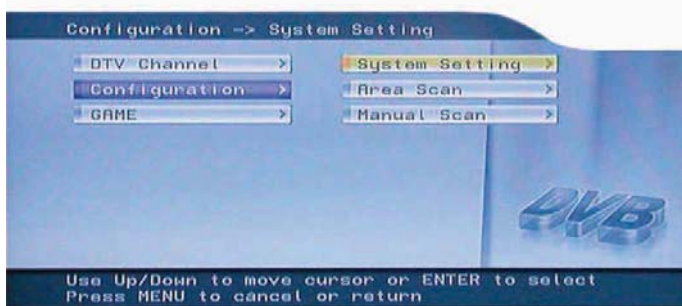 Configuration -> System Setting
DTV Channel > System Setting >
Configuration > Area Scan >
GAME > Manual Scan >
DVB
Use Up/Down to move cursor or ENTER to select
Press MENU to cancel or return